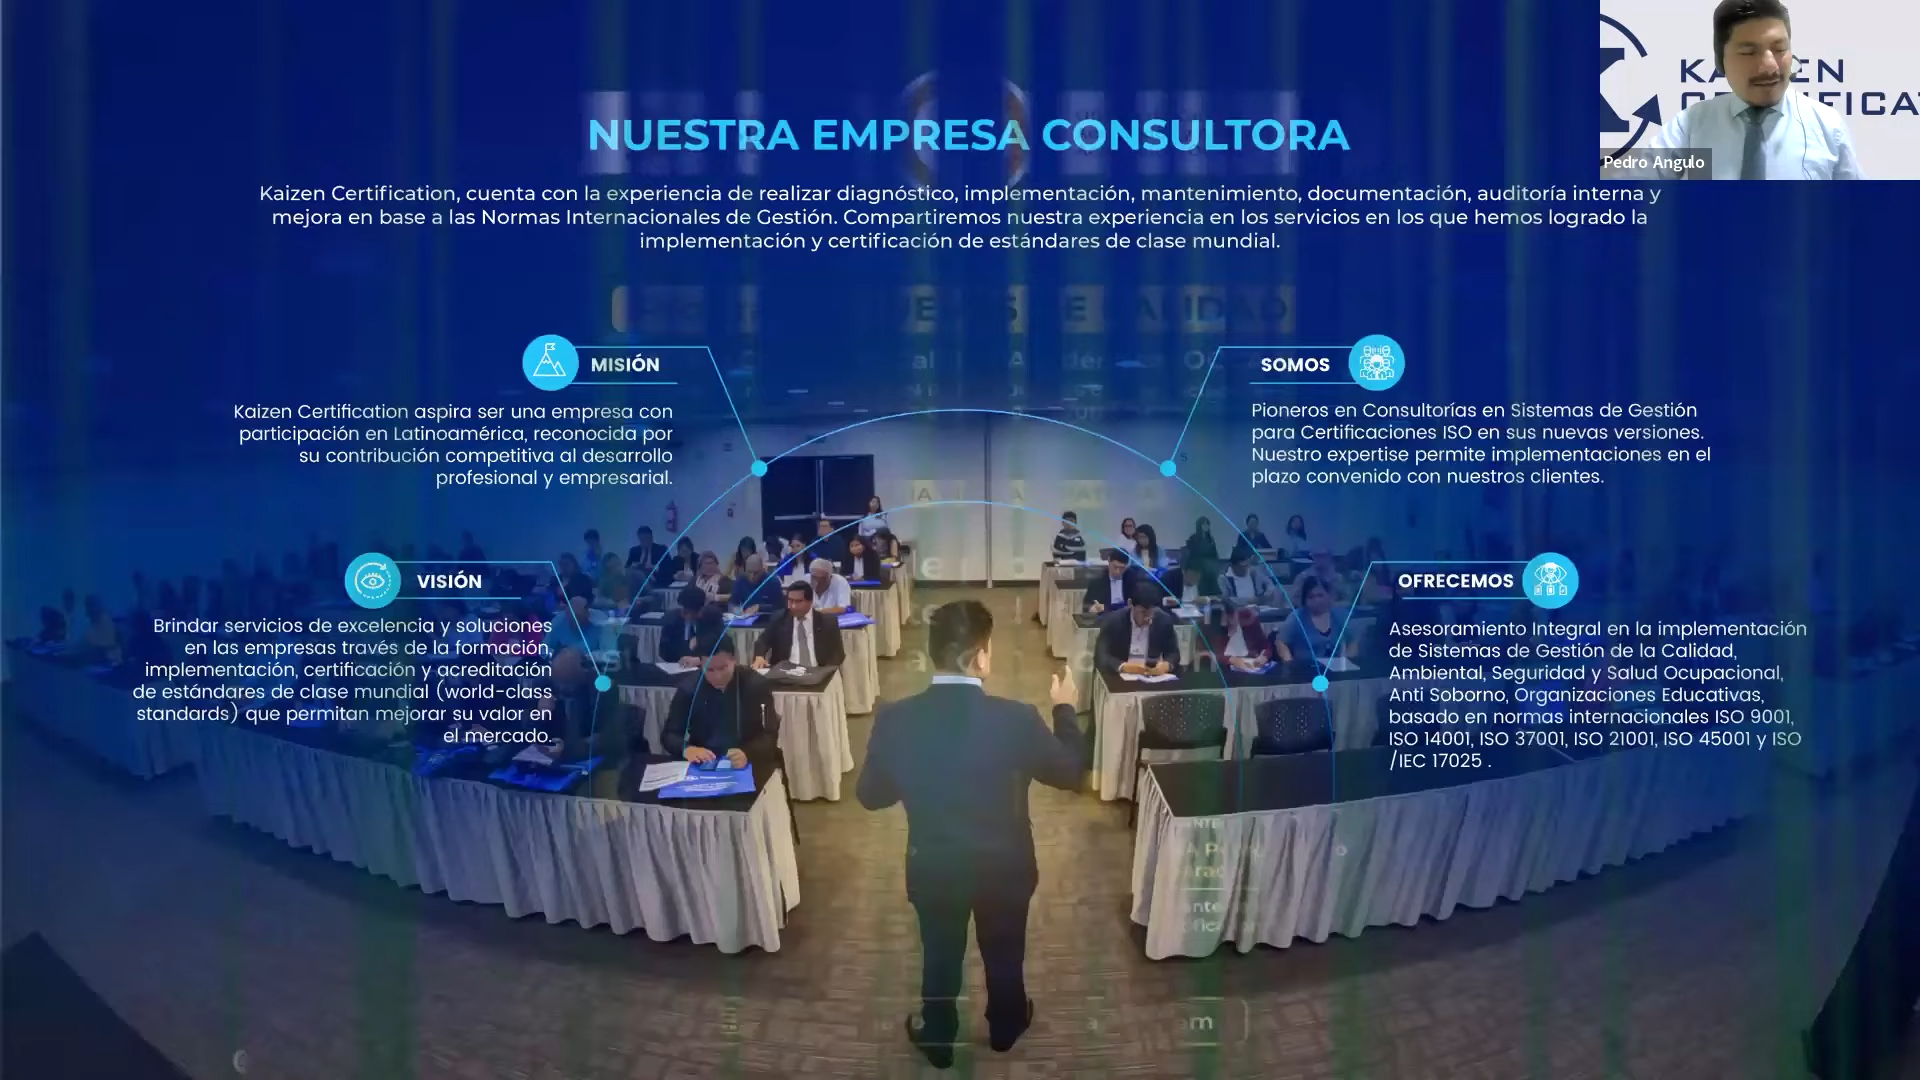 NUESTRA EMPRESA CONSULTORA
Kaizen Certification, cuenta con la experiencia de realizar diagnóstico, implementación, mantenimiento, documentación, auditoría interna y
mejora en base a las Normas Internacionales de Gestión. Compartiremos nuestra experiencia en los servicios en los que hemos logrado la
implementación y certificación de estándares de clase mundial.
MISIÓN
Kaizen Certification aspira ser una empresa con
participación en Latinoamérica, reconocida por
su contribución competitiva al desarrollo
profesional y empresarial.
SOMOS
Pioneros en Consultorías en Sistemas de Gestión
para Certificaciones ISO en sus nuevas versiones.
Nuestro expertise permite implementaciones en el
plazo convenido con nuestros clientes.
VISIÓN
Brindar servicios de excelencia y soluciones
en las empresas través de la formación,
implementación, certificación y acreditación
de estándares de clase mundial (world-class
standards) que permitan mejorar su valor en
el mercado.
OFRECEMOS
Asesoramiento Integral en la implementación
de Sistemas de Gestión de la Calidad,
Ambiental, Seguridad y Salud Ocupacional,
Anti Soborno, Organizaciones Educativas,
basado en normas internacionales ISO 9001,
ISO 14001, ISO 37001, ISO 21001, ISO 45001 y ISO
/IEC 17025 .
Pedro Angulo